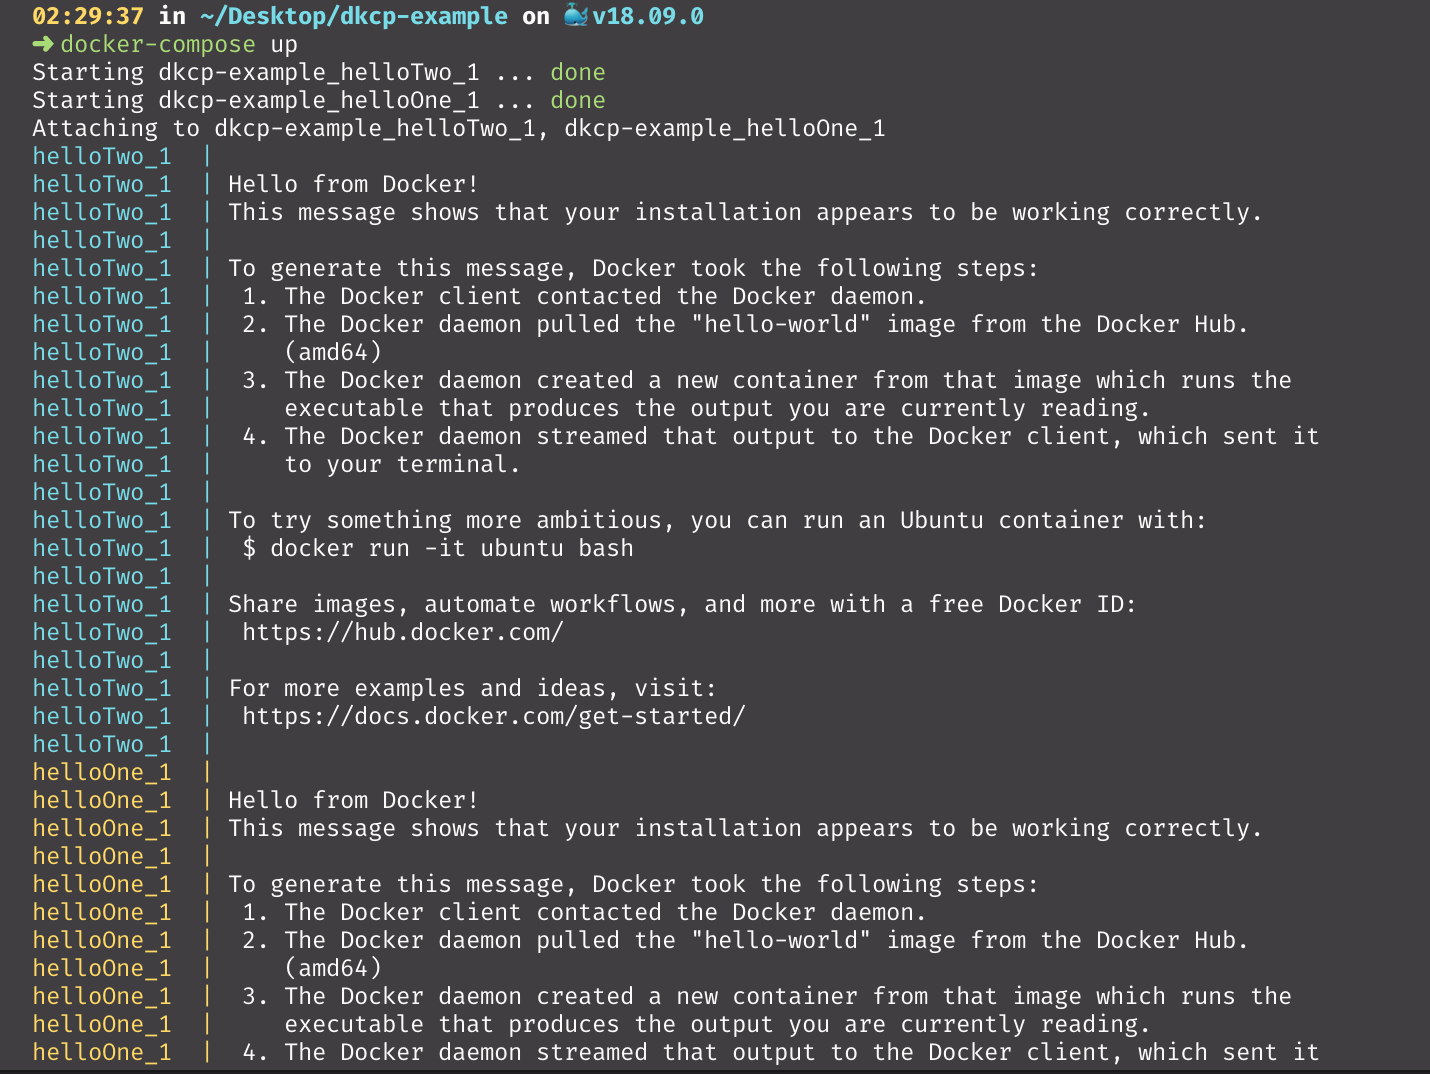 02:29:37 in ~/Desktop/dkcp-example on 🐳v18.09.0
➜ docker-compose up
Starting dkcp-example_helloTwo_1 ... done
Starting dkcp-example_helloOne_1 ... done
Attaching to dkcp-example_helloTwo_1, dkcp-example_helloOne_1
helloTwo_1  |
helloTwo_1  | Hello from Docker!
helloTwo_1  | This message shows that your installation appears to be working correctly.
helloTwo_1  |
helloTwo_1  | To generate this message, Docker took the following steps:
helloTwo_1  |  1. The Docker client contacted the Docker daemon.
helloTwo_1  |  2. The Docker daemon pulled the "hello-world" image from the Docker Hub.
helloTwo_1  |     (amd64)
helloTwo_1  |  3. The Docker daemon created a new container from that image which runs the
helloTwo_1  |     executable that produces the output you are currently reading.
helloTwo_1  |  4. The Docker daemon streamed that output to the Docker client, which sent it
helloTwo_1  |     to your terminal.
helloTwo_1  |
helloTwo_1  | To try something more ambitious, you can run an Ubuntu container with:
helloTwo_1  |  $ docker run -it ubuntu bash
helloTwo_1  |
helloTwo_1  | Share images, automate workflows, and more with a free Docker ID:
helloTwo_1  |  https://hub.docker.com/
helloTwo_1  |
helloTwo_1  | For more examples and ideas, visit:
helloTwo_1  |  https://docs.docker.com/get-started/
helloTwo_1  |
helloOne_1  |
helloOne_1  | Hello from Docker!
helloOne_1  | This message shows that your installation appears to be working correctly.
helloOne_1  |
helloOne_1  | To generate this message, Docker took the following steps:
helloOne_1  |  1. The Docker client contacted the Docker daemon.
helloOne_1  |  2. The Docker daemon pulled the "hello-world" image from the Docker Hub.
helloOne_1  |     (amd64)
helloOne_1  |  3. The Docker daemon created a new container from that image which runs the
helloOne_1  |     executable that produces the output you are currently reading.
helloOne_1  |  4. The Docker daemon streamed that output to the Docker client, which sent it